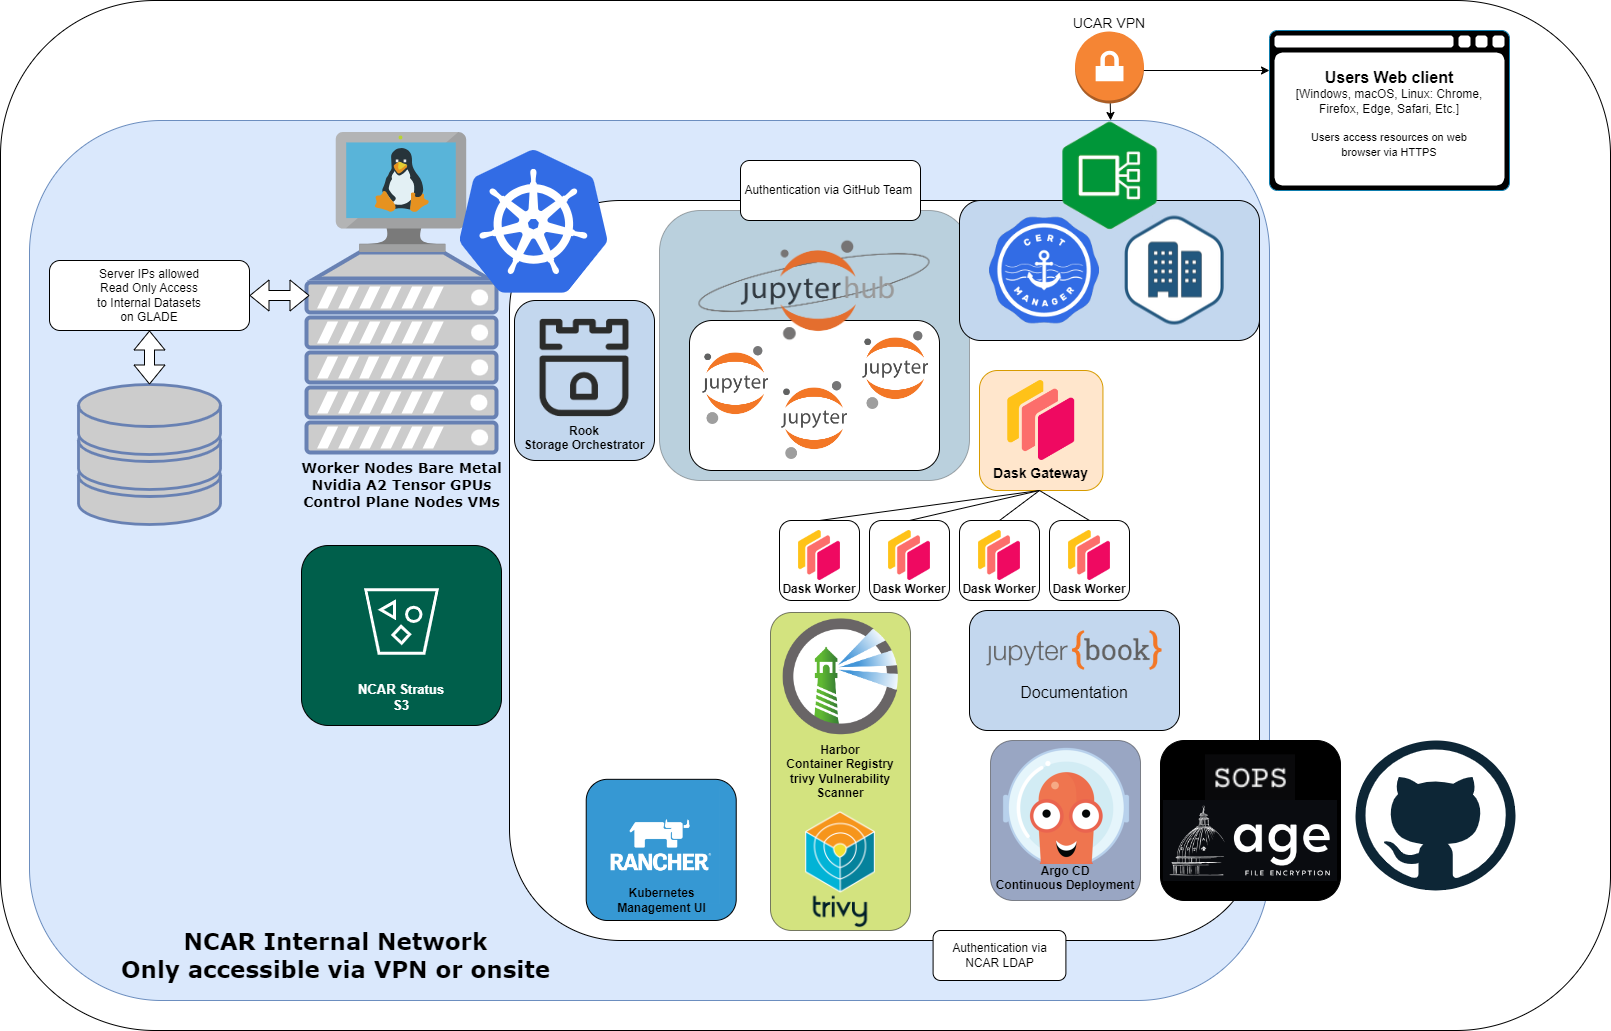 UCAR VPN
Users Web client
[Windows, macOS, Linux: Chrome,
Firefox, Edge, Safari, Etc.]
Users access resources on web
browser via HTTPS
Authentication via GitHub Team
CERT
MANAGER
Server IPs allowed
Read Only Access
to Internal Datasets
on GLADE
jupyterhub
jupyter
jupyter
jupyter
Rook
Storage Orchestrator
Worker Nodes Bare Metal
Nvidia A2 Tensor GPUs
Control Plane Nodes VMs
Dask Gateway
Dask Worker
Dask Worker
Dask Worker
Dask Worker
NCAR Stratus
S3
jupyter {book}
Documentation
Harbor
Container Registry
trivy Vulnerability
Scanner
trivy
RANCHER
Kubernetes
Management UI
Argo CD
Continuous Deployment
SOPS
age
FILE ENCRYPTION
Authentication via
NCAR LDAP
NCAR Internal Network
Only accessible via VPN or onsite